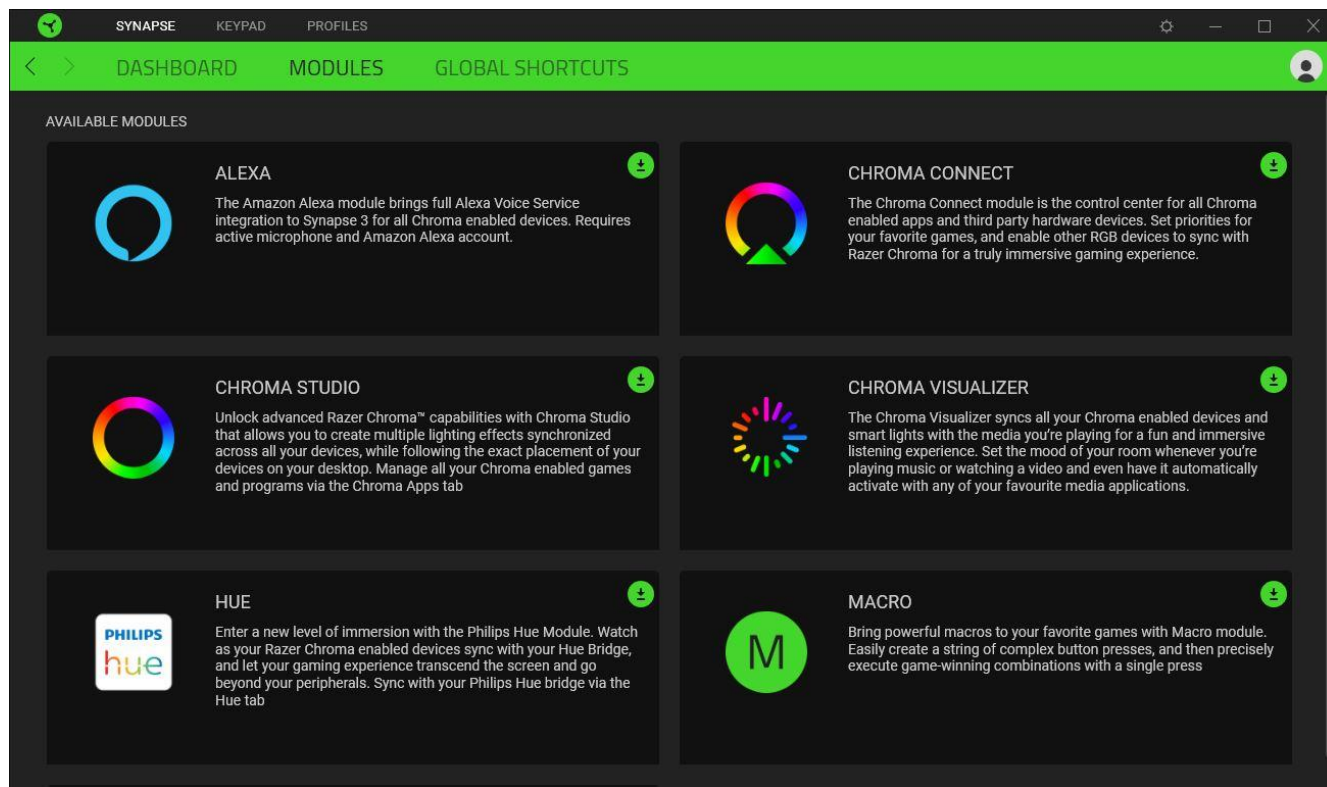 SYNAPSE KEYPAD PROFILES
DASHBOARD MODULES GLOBAL SHORTCUTS
AVAILABLE MODULES
ALEXA
The Amazon Alexa module brings full Alexa Voice Service
integration to Synapse 3 for all Chroma enabled devices. Requires
active microphone and Amazon Alexa account.
CHROMA CONNECT
The Chroma Connect module is the control center for all Chroma
enabled apps and third party hardware devices. Set priorities for
your favorite games, and enable other RGB devices to sync with
Razer Chroma for a truly immersive gaming experience.
CHROMA STUDIO
Unlock advanced Razer Chroma™ capabilities with Chroma Studio
that allows you to create multiple lighting effects synchronized
across all your devices, while following the exact placement of your
devices on your desktop. Manage all your Chroma enabled games
and programs via the Chroma Apps tab
CHROMA VISUALIZER
The Chroma Visualizer syncs all your Chroma enabled devices and
smart lights with the media you're playing for a fun and immersive
listening experience. Set the mood of your room whenever you're
playing music or watching a video and even have it automatically
activate with any of your favourite media applications.
PHILIPS
hue
HUE
Enter a new level of immersion with the Philips Hue Module. Watch
as your Razer Chroma enabled devices sync with your Hue Bridge,
and let your gaming experience transcend the screen and go
beyond your peripherals. Sync with your Philips Hue bridge via the
Hue tab
M
MACRO
Bring powerful macros to your favorite games with Macro module.
Easily create a string of complex button presses, and then precisely
execute game-winning combinations with a single press